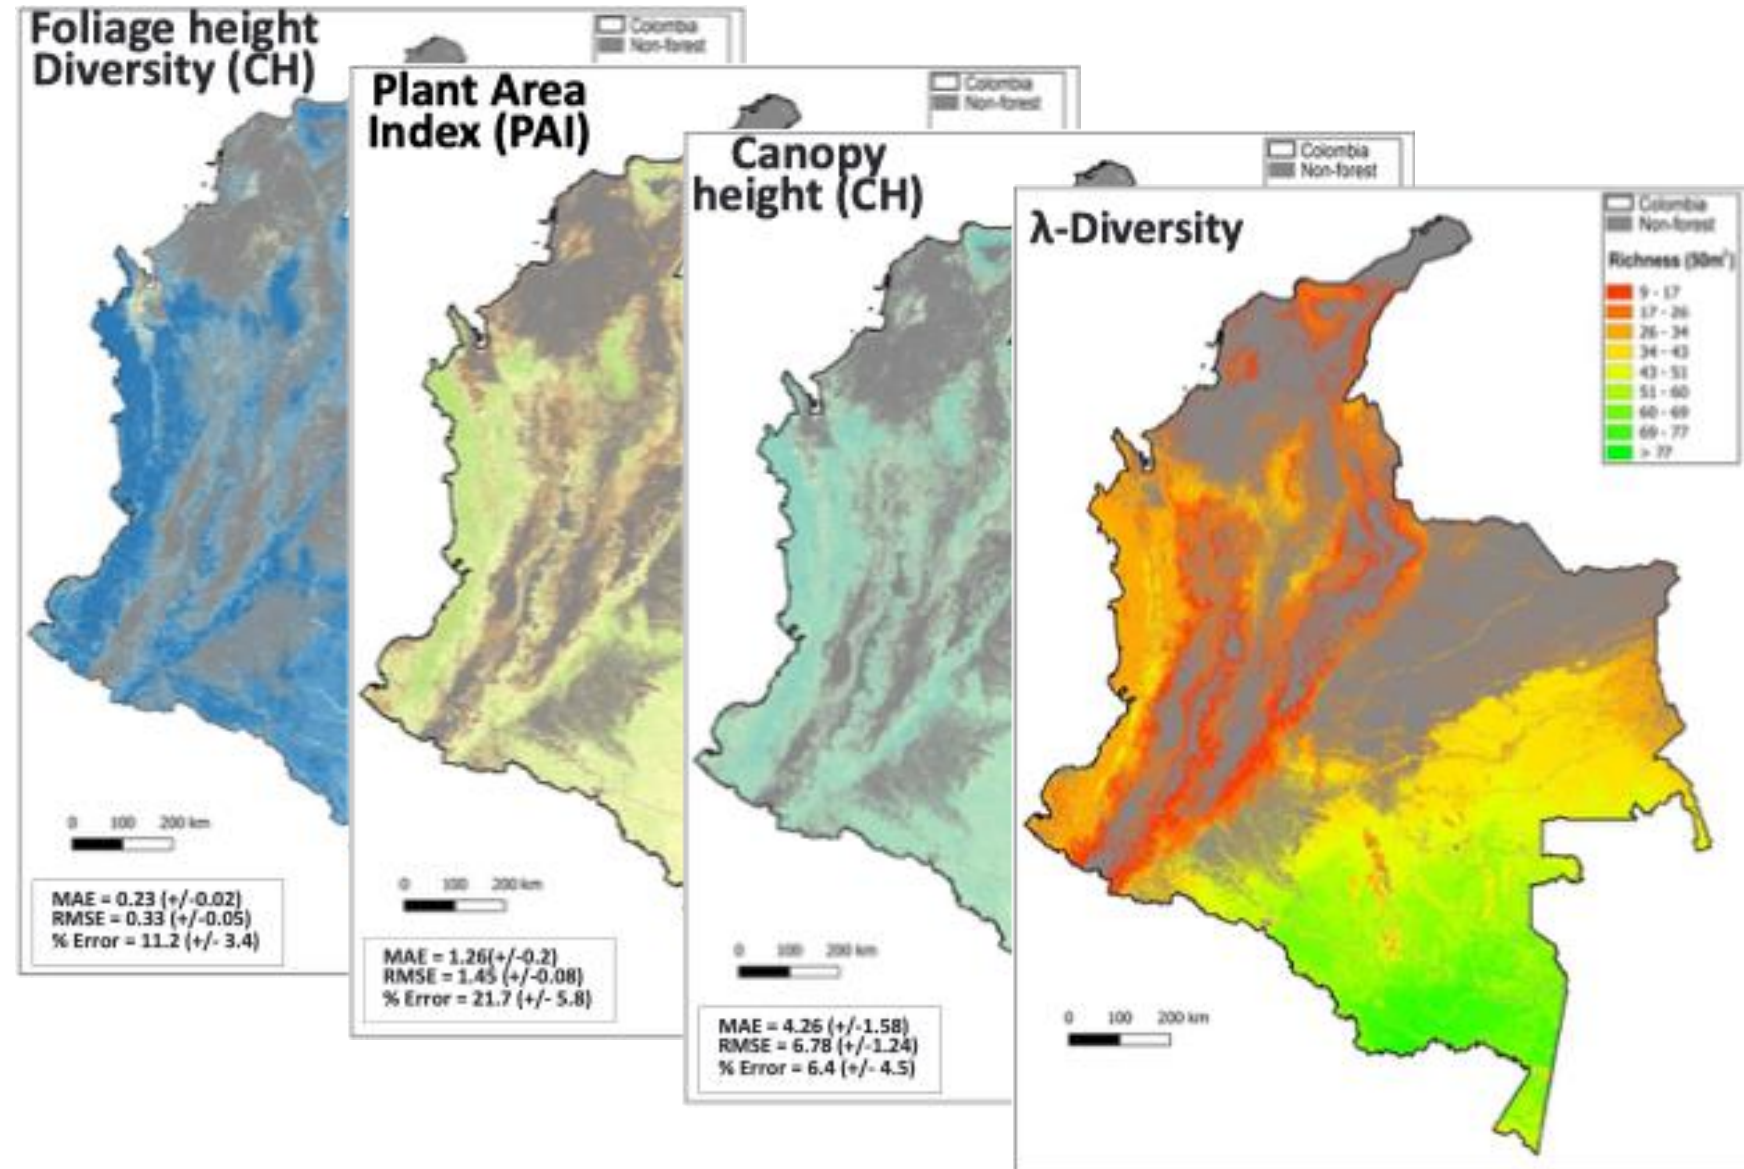 Foliage height
Diversity (CH)
Colombia
Non-forest
0 100 200 km
MAE = 0.23 (+/-0.02)
RMSE = 0.33 (+/-0.05)
% Error = 11.2 (+/- 3.4)
Plant Area
Index (PAI)
Colombia
Non-forest
0 100 200 km
MAE = 1.26(+/-0.2)
RMSE = 1.45 (+/-0.08)
% Error = 21.7 (+/- 5.8)
Canopy
height (CH)
Colombia
Non-forest
0 100 200 km
MAE = 4.26 (+/-1.58)
RMSE = 6.78 (+/-1.24)
% Error = 6.4 (+/- 4.5)
λ-Diversity
Colombia
Non-forest
Richness (50m²)
9 - 17
17 - 26
26 - 34
34 - 43
43 - 51
51 - 60
60 - 69
69 - 77
> 77
0 100 200 km